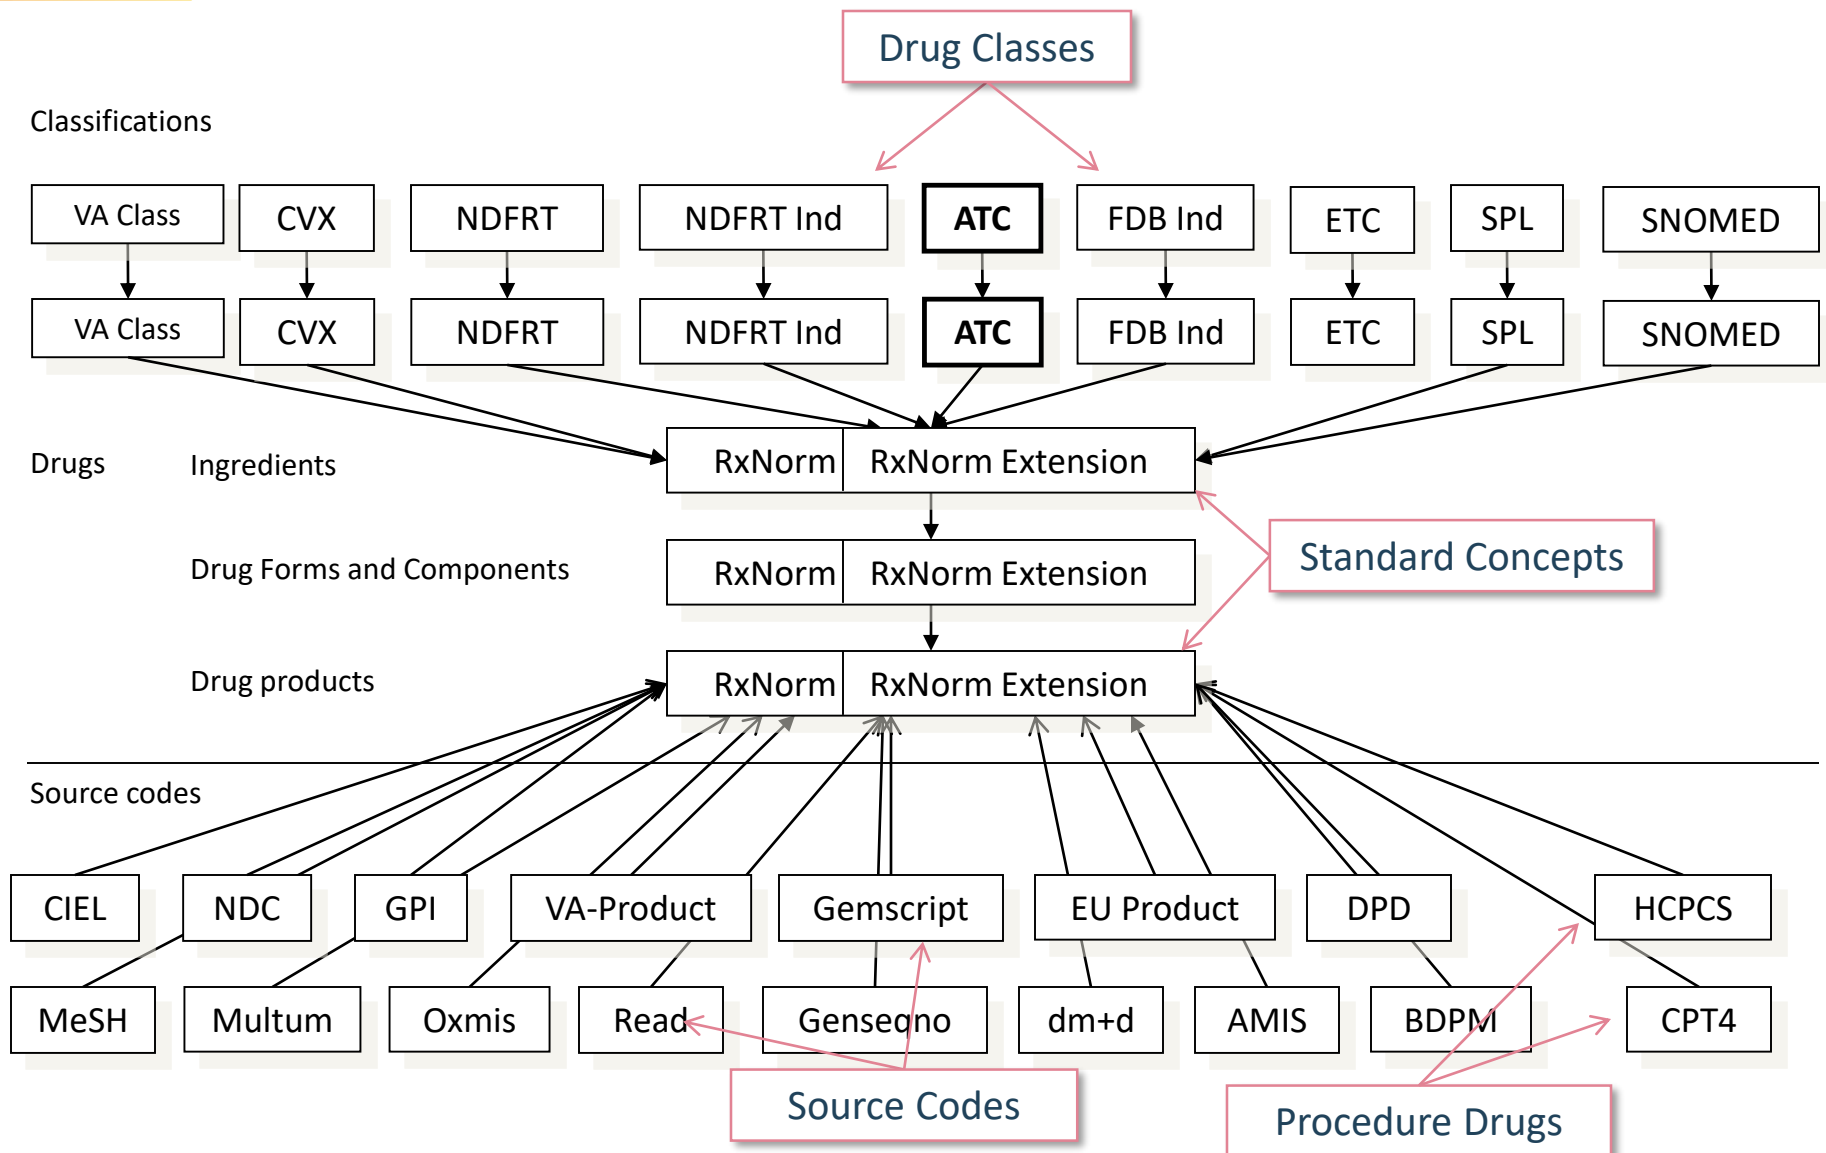 Drug Classes
Classifications
VA Class CVX NDFRT NDFRT Ind ATC FDB Ind ETC SPL SNOMED
VA Class CVX NDFRT NDFRT Ind ATC FDB Ind ETC SPL SNOMED
Drugs Ingredients RxNorm RxNorm Extension
Standard Concepts
Drug Forms and Components RxNorm RxNorm Extension
Drug products RxNorm RxNorm Extension
Source codes
CIEL NDC GPI VA-Product Gemscript EU Product DPD HCPCS
MeSH Multum Oxmis Read Genseqno dm+d AMIS BDPM CPT4
Source Codes
Procedure Drugs